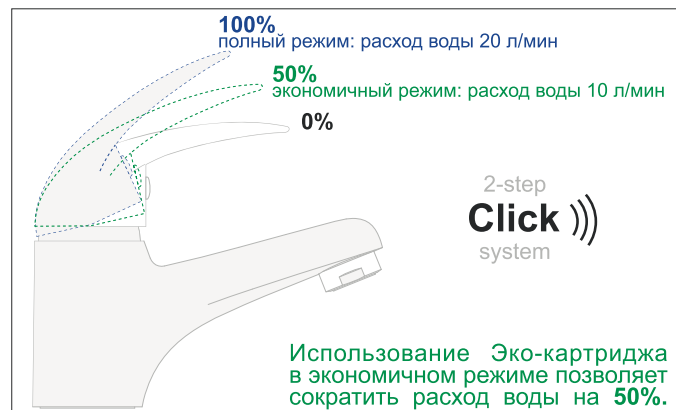 100%
полный режим: расход воды 20 л/мин
50%
экономичный режим: расход воды 10 л/мин
0%
2-step
Click
system
Использование Эко-картриджа
в экономичном режиме позволяет
сократить расход воды на 50%.